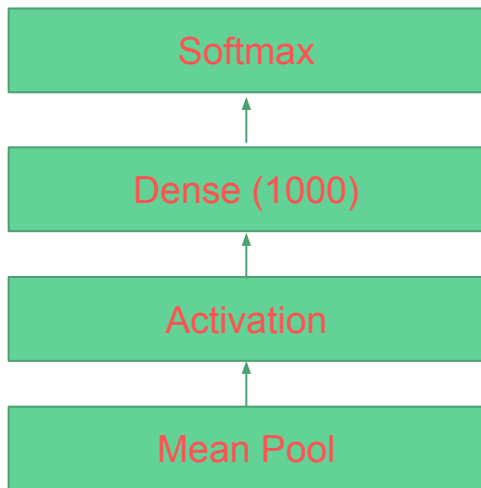 Softmax
Dense (1000)
Activation
Mean Pool